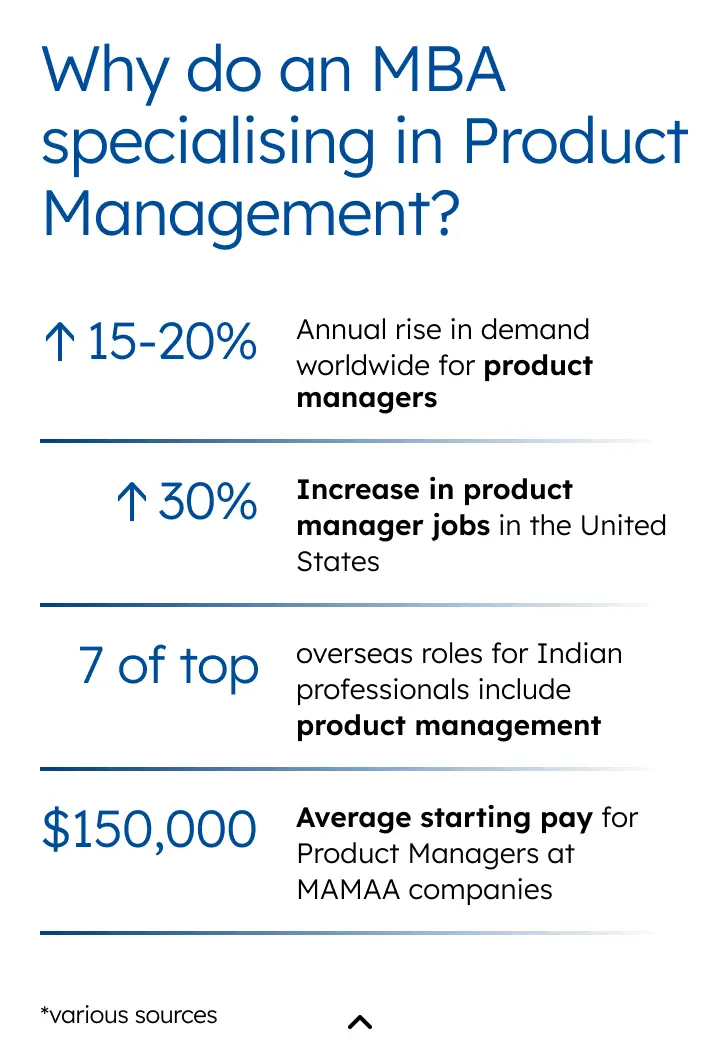 Why do an MBA
specialising in Product
Management?
↑ 15-20%
Annual rise in demand
worldwide for product
managers
↑ 30%
Increase in product
manager jobs in the United
States
7 of top
overseas roles for Indian
professionals include
product management
$150,000
Average starting pay for
Product Managers at
MAMAA companies
*various sources